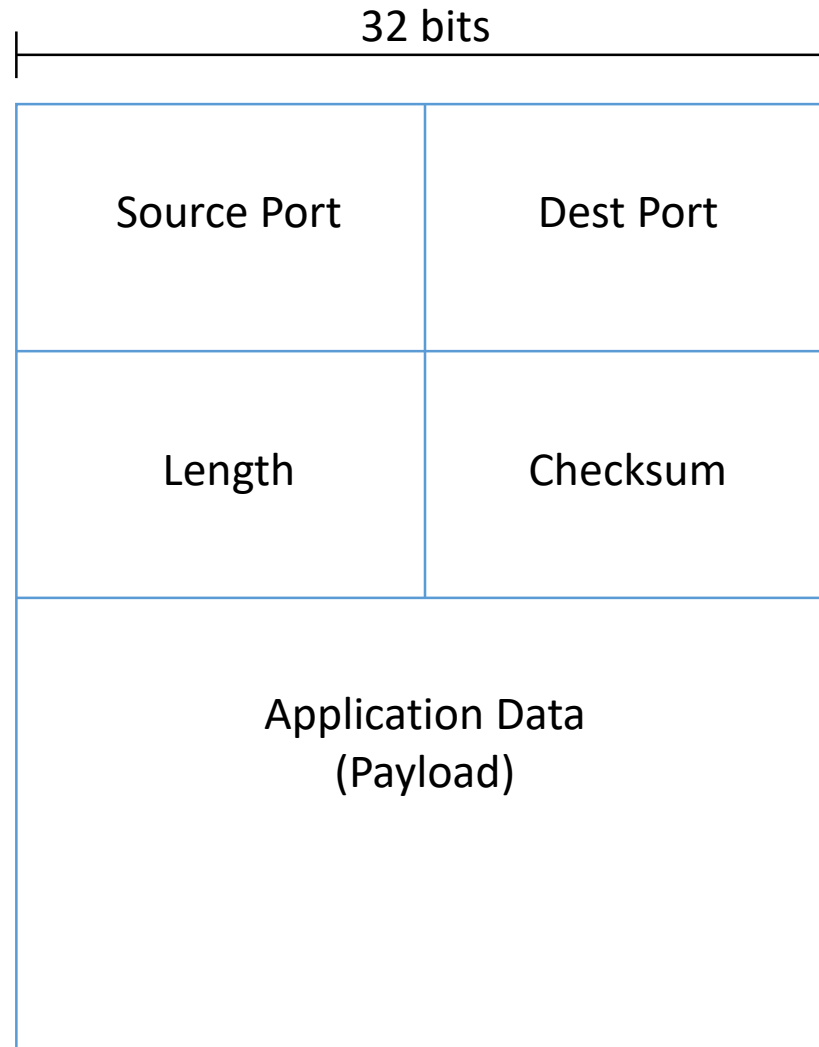 32 bits
Source Port
Dest Port
Length
Checksum
Application Data
(Payload)